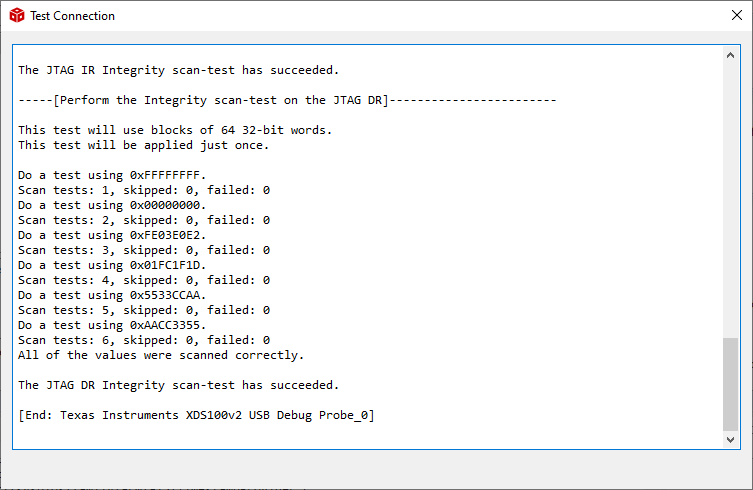 Test Connection
The JTAG IR Integrity scan-test has succeeded.
-----[Perform the Integrity scan-test on the JTAG DR]------------------------
This test will use blocks of 64 32-bit words.
This test will be applied just once.
Do a test using 0xFFFFFFFF.
Scan tests: 1, skipped: 0, failed: 0
Do a test using 0x00000000.
Scan tests: 2, skipped: 0, failed: 0
Do a test using 0xFE03E0E2.
Scan tests: 3, skipped: 0, failed: 0
Do a test using 0x01FC1F1D.
Scan tests: 4, skipped: 0, failed: 0
Do a test using 0x5533CCAA.
Scan tests: 5, skipped: 0, failed: 0
Do a test using 0xAACC3355.
Scan tests: 6, skipped: 0, failed: 0
All of the values were scanned correctly.
The JTAG DR Integrity scan-test has succeeded.
[End: Texas Instruments XDS100v2 USB Debug Probe_0]